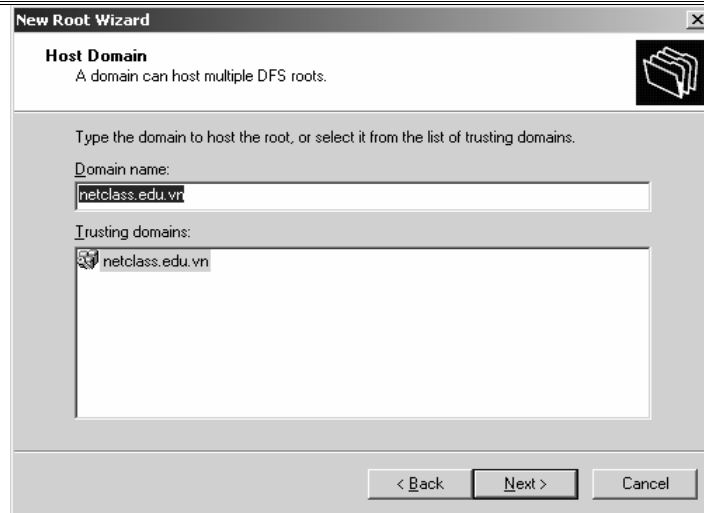 New Root Wizard
Host Domain
A domain can host multiple DFS roots.
Type the domain to host the root, or select it from the list of trusting domains.
Domain name:
netclass.edu.vn
Trusting domains:
netclass.edu.vn
< Back Next > Cancel